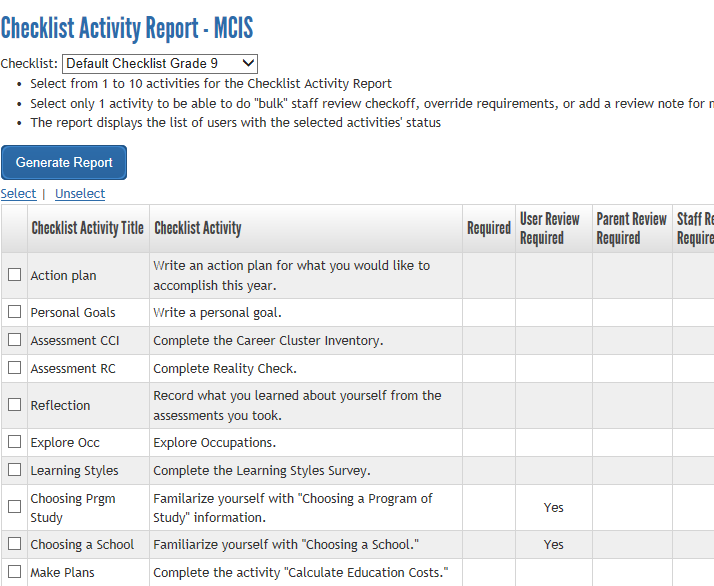 Checklist Activity Report - MCIS
Checklist: Default Checklist Grade 9
• Select from 1 to 10 activities for the Checklist Activity Report
• Select only 1 activity to be able to do "bulk" staff review checkoff, override requirements, or add a review note for
• The report displays the list of users with the selected activities' status
Generate Report
Select | Unselect
Checklist Activity Title Checklist Activity Required User Review Required Parent Review Required Staff
Action plan
Write an action plan for what you would like to
accomplish this year.
Personal Goals Write a personal goal.
Assessment CCI Complete the Career Cluster Inventory.
Assessment RC Complete Reality Check.
Reflection
Record what you learned about yourself from the
assessments you took.
Explore Occ Explore Occupations.
Learning Styles Complete the Learning Styles Survey.
Choosing Prgm Familarize yourself with "Choosing a Program of
Study Study" information. Yes
Choosing a School Familiarize yourself with "Choosing a School." Yes
Make Plans Complete the activity "Calculate Education Costs."